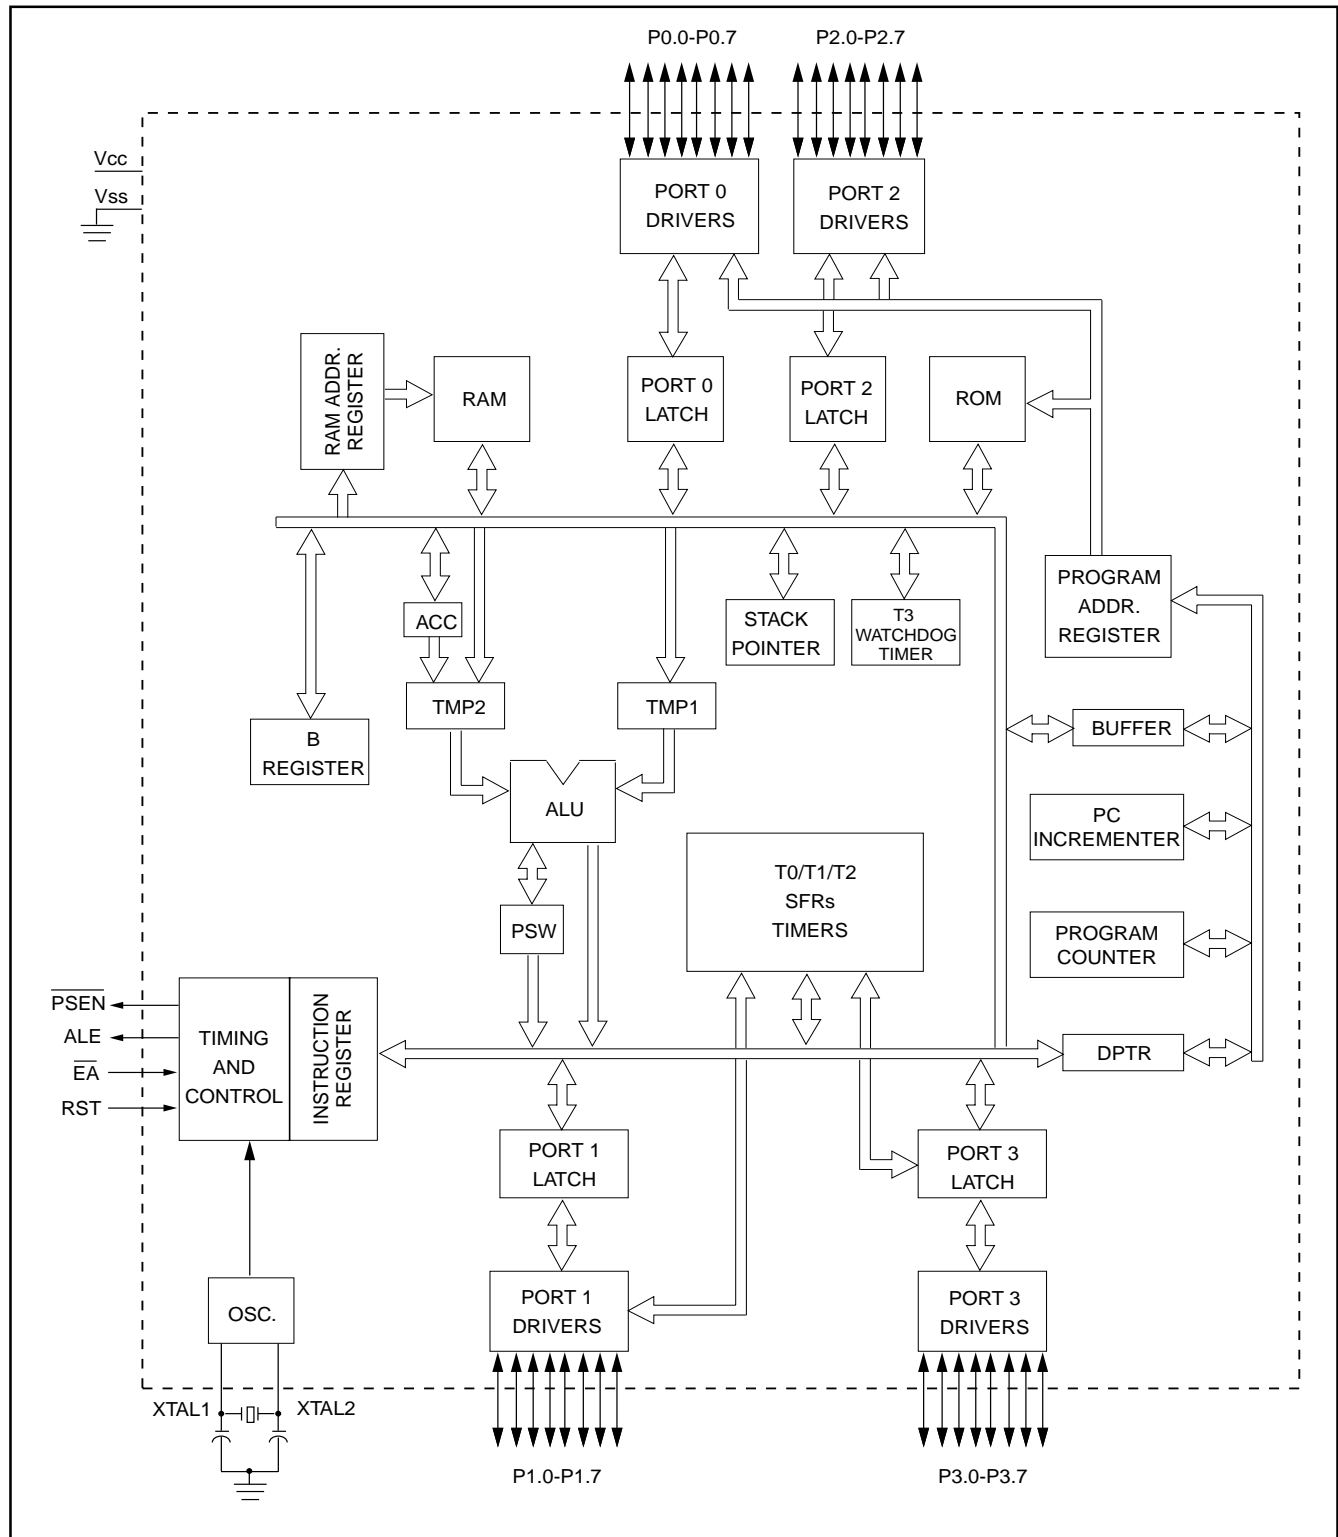 P0.0-P0.7
P2.0-P2.7
Vcc
Vss
PORT 0
DRIVERS
PORT 2
DRIVERS
RAM ADDR.
REGISTER
RAM
PORT 0
LATCH
PORT 2
LATCH
ROM
ACC
STACK
POINTER
T3
WATCHDOG
TIMER
PROGRAM
ADDR.
REGISTER
TMP2
TMP1
B
REGISTER
BUFFER
ALU
PC
INCREMENTER
T0/T1/T2
SFRs
TIMERS
PSW
PROGRAM
COUNTER
PSEN
ALE
EA
RST
TIMING
AND
CONTROL
INSTRUCTION
REGISTER
DPTR
PORT 1
LATCH
PORT 3
LATCH
OSC.
PORT 1
DRIVERS
PORT 3
DRIVERS
XTAL1
XTAL2
P1.0-P1.7
P3.0-P3.7